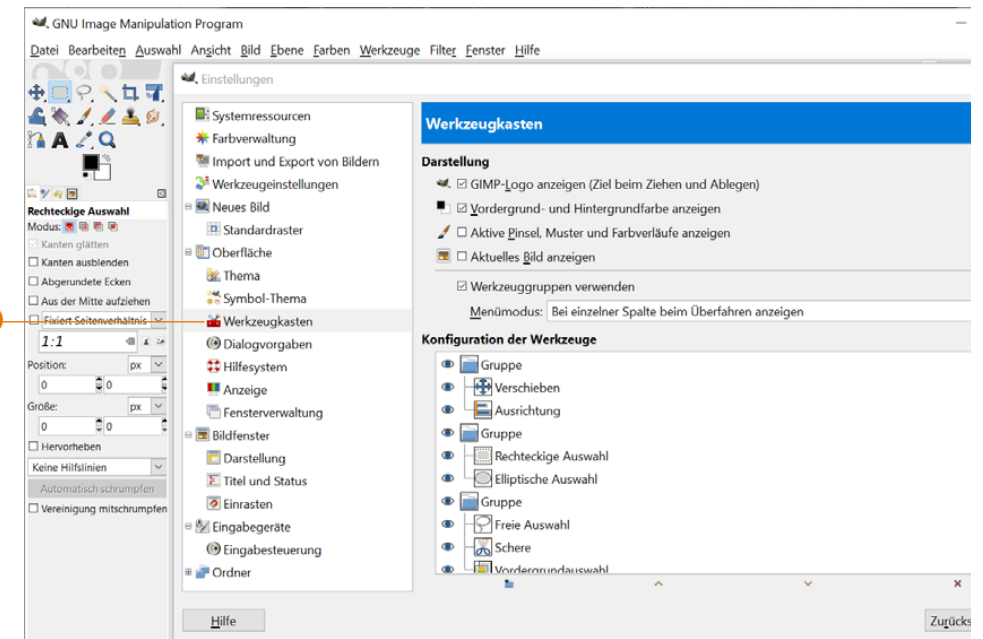 GNU Image Manipulation Program
Datei Bearbeiten Auswahl Ansicht Bild Ebene Farben Werkzeuge Filter Fenster Hilfe
Rechteckige Auswahl
Modus:
Kanten glätten
Kanten ausblenden
Abgerundete Ecken
Aus der Mitte aufziehen
Fixiert Seitenverhältnis
1:1
Position: px
0 0
Größe: px
0 0
Hervorheben
Keine Hilfslinien
Automatisch schrumpfen
Vereinigung mitschrumpfen
Einstellungen
Systemressourcen
Farbverwaltung
Import und Export von Bildern
Werkzeugeinstellungen
Neues Bild
Standardraster
Oberfläche
Thema
Symbol-Thema
Werkzeugkasten
Dialogvorgaben
Hilfesystem
Anzeige
Fensterverwaltung
Bildfenster
Darstellung
Titel und Status
Einrasten
Eingabegeräte
Eingabesteuerung
Ordner
Hilfe
Werkzeugkasten
Darstellung
GIMP-Logo anzeigen (Ziel beim Ziehen und Ablegen)
Vordergrund- und Hintergrundfarbe anzeigen
Aktive Pinsel, Muster und Farbverläufe anzeigen
Aktuelles Bild anzeigen
Werkzeuggruppen verwenden
Menümodus: Bei einzelner Spalte beim Überfahren anzeigen
Konfiguration der Werkzeuge
Gruppe
Verschieben
Ausrichtung
Gruppe
Rechteckige Auswahl
Elliptische Auswahl
Gruppe
Freie Auswahl
Schere
Vordergrundauswahl
Zurücks